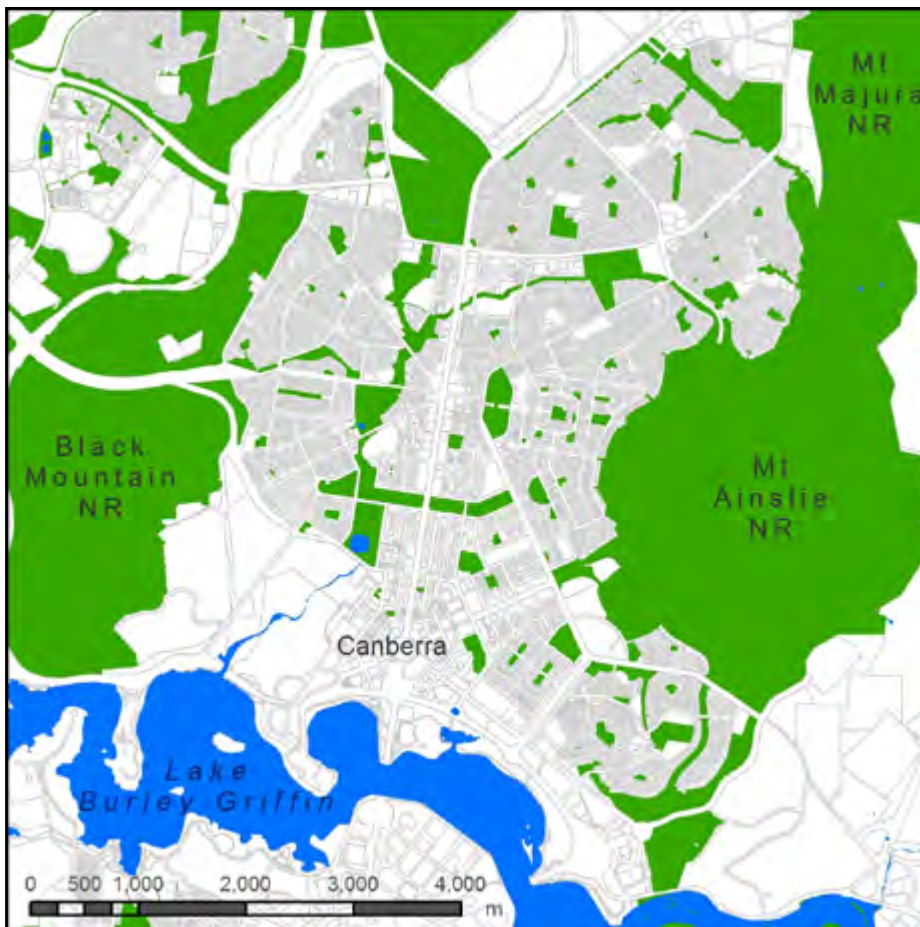 Mt
Majura
NR
Black
Mountain
NR
Mt
Ainslie
NR
Canberra
Lake
Burley Griffin
0 500 1,000 2,000 3,000 4,000
m